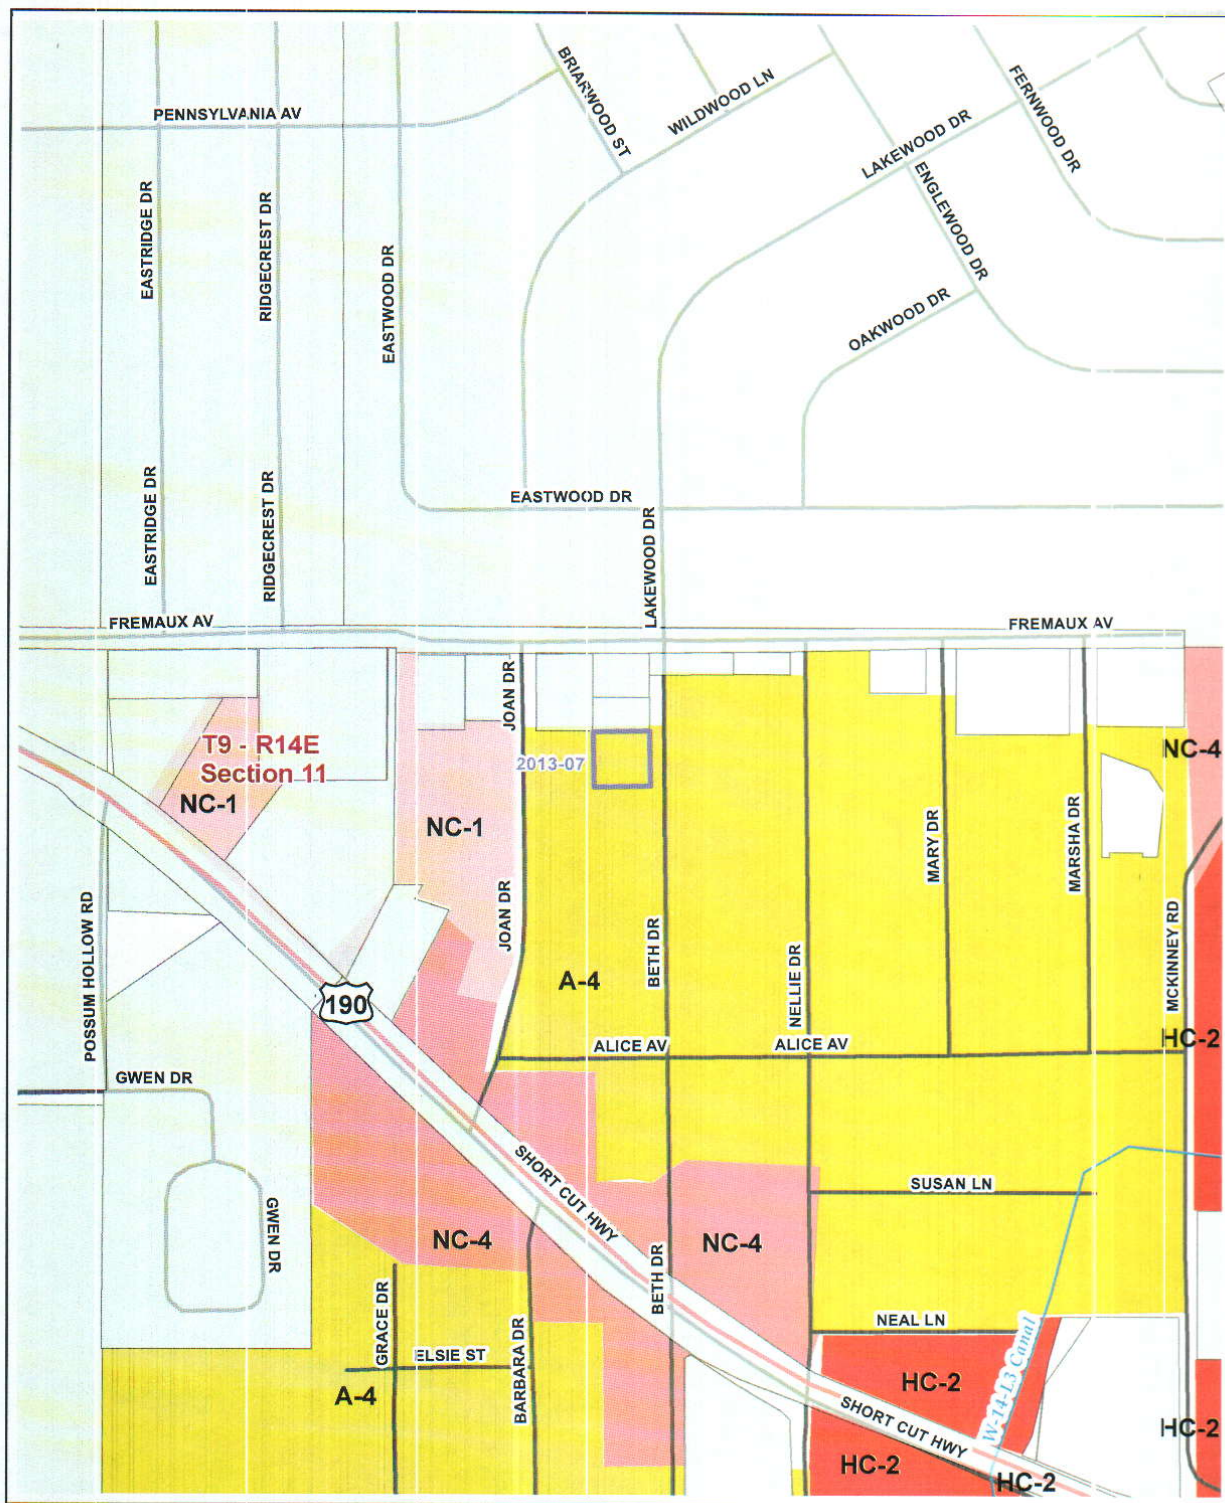 PENNSYLVANIA AV
BRIARWOOD ST
WILDWOOD LN
FERNWOOD DR
LAKEWOOD DR
ENGLEWOOD DR
EASTRIDGE DR
RIDGECREST DR
EASTWOOD DR
OAKWOOD DR
EASTRIDGE DR
RIDGECREST DR
EASTWOOD DR
LAKEWOOD DR
FREMAUX AV
FREMAUX AV
JOAN DR
T9 - R14E
Section 11
NC-1
2013-07
NC-4
NC-1
MARY DR
MARSHA DR
POSSUM HOLLOW RD
JOAN DR
A-4
BETH DR
NELLIE DR
MCKINNEY RD
190
HC-2
ALICE AV
ALICE AV
GWEN DR
SHORT CUT HWY
SUSAN LN
GWEN DR
NC-4
NC-4
BETH DR
GRACE DR
NEAL LN
ELSIE ST
BARBARA DR
A-4
HC-2
W-14-L3 Canal
SHORT CUT HWY
HC-2
HC-2
HC-2